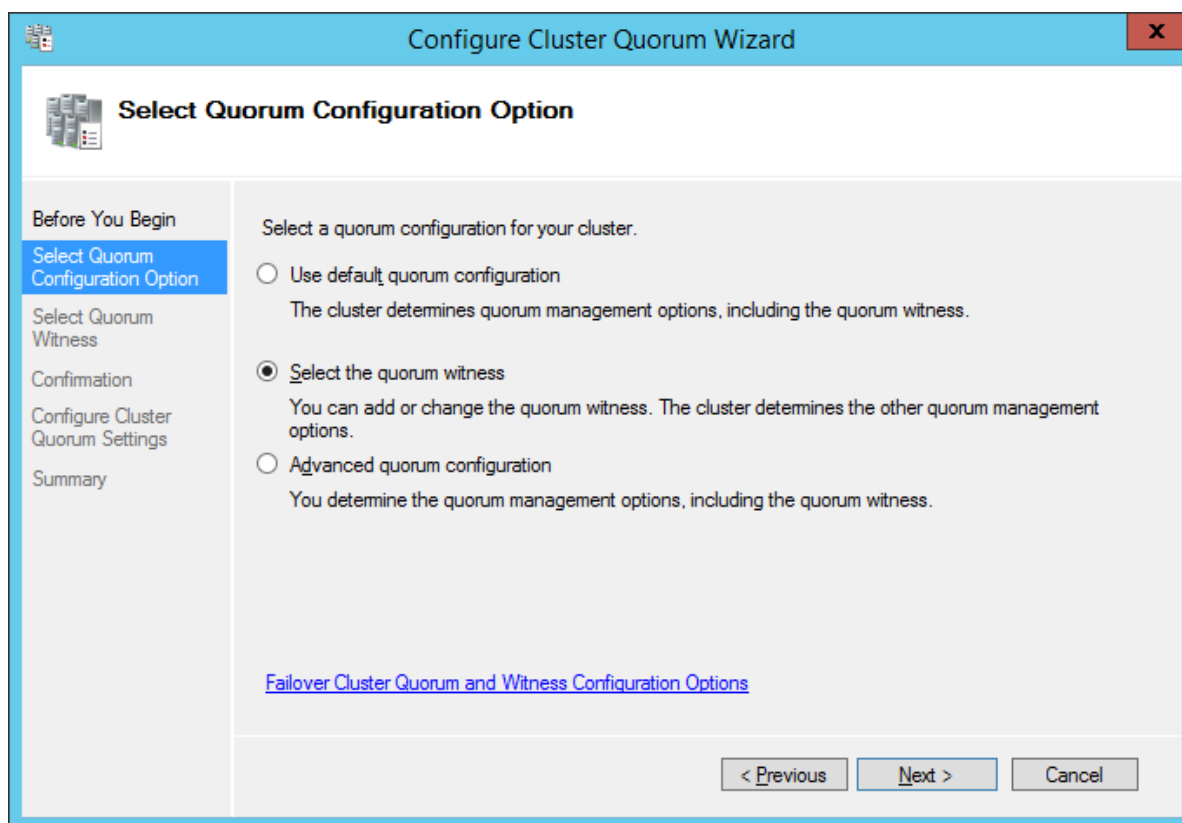 Configure Cluster Quorum Wizard
x
Select Quorum Configuration Option
Before You Begin
Select Quorum
Configuration Option
Select Quorum
Witness
Confirmation
Configure Cluster
Quorum Settings
Summary
Select a quorum configuration for your cluster.
Use default quorum configuration
The cluster determines quorum management options, including the quorum witness.
Select the quorum witness
You can add or change the quorum witness. The cluster determines the other quorum management
options.
Advanced quorum configuration
You determine the quorum management options, including the quorum witness.
Failover Cluster Quorum and Witness Configuration Options
< Previous
Next >
Cancel